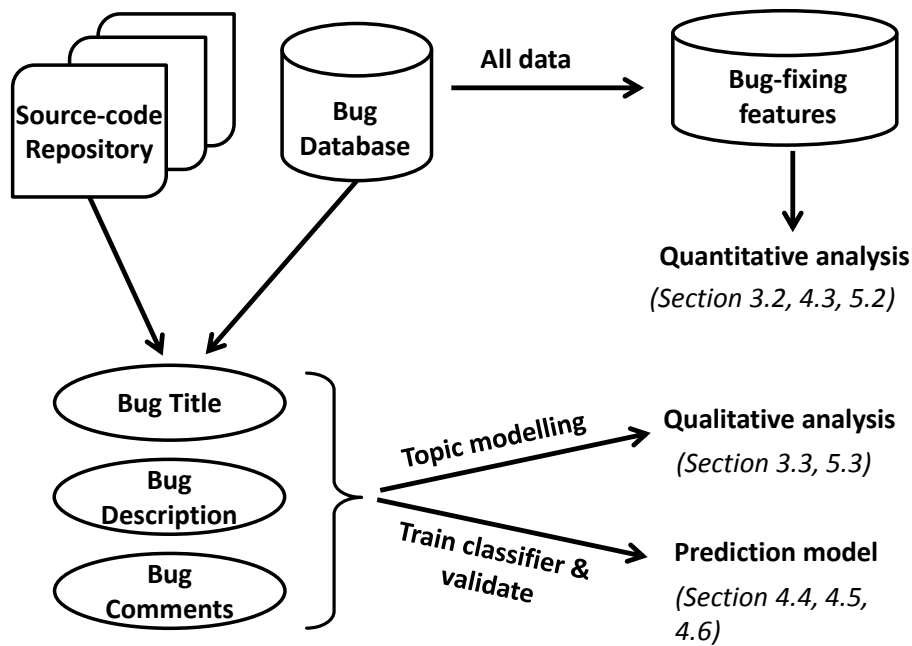 Source-code
Repository
Bug
Database
All data
Bug-fixing
features
Quantitative analysis
(Section 3.2, 4.3, 5.2)
Bug Title
Bug
Description
Bug
Comments
Topic modelling
Qualitative analysis
(Section 3.3, 5.3)
Train classifier &
validate
Prediction model
(Section 4.4, 4.5,
4.6)